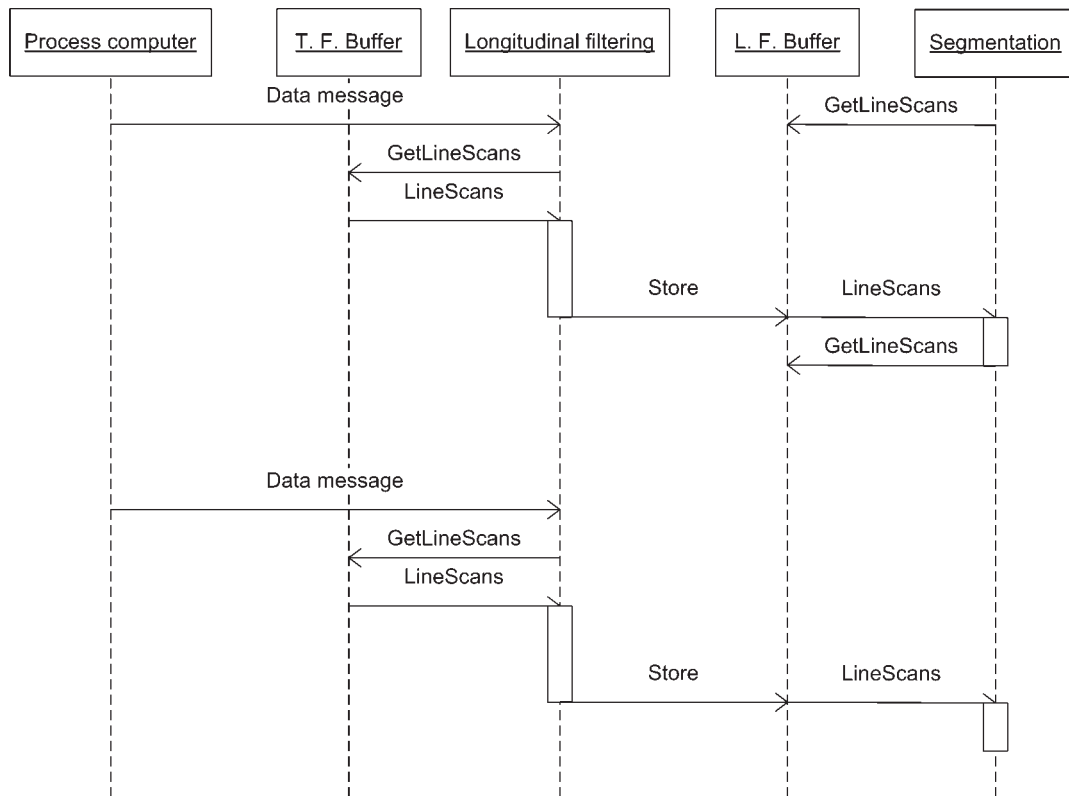 Process computer
T. F. Buffer
Longitudinal filtering
L. F. Buffer
Segmentation
Data message
GetLineScans
GetLineScans
LineScans
Store
LineScans
GetLineScans
Data message
GetLineScans
LineScans
Store
LineScans